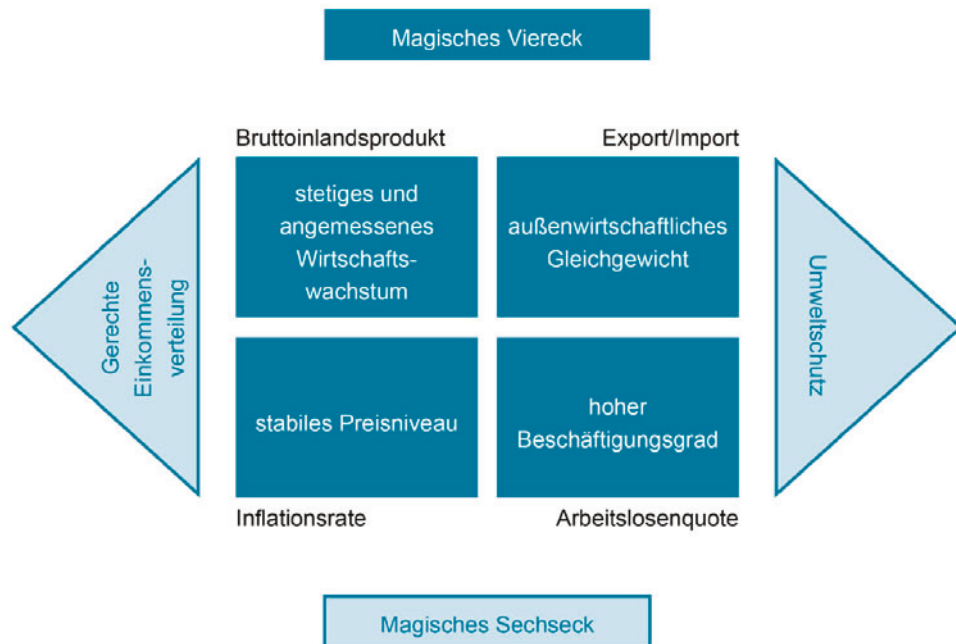 Magisches Viereck
Bruttoinlandsprodukt
Export/Import
stetiges und
angemessenes
Wirtschafts-
wachstum
außenwirtschaftliches
Gleichgewicht
Gerechte
Einkommens-
verteilung
Umweltschutz
stabiles Preisniveau
hoher
Beschäftigungsgrad
Inflationsrate
Arbeitslosenquote
Magisches Sechseck